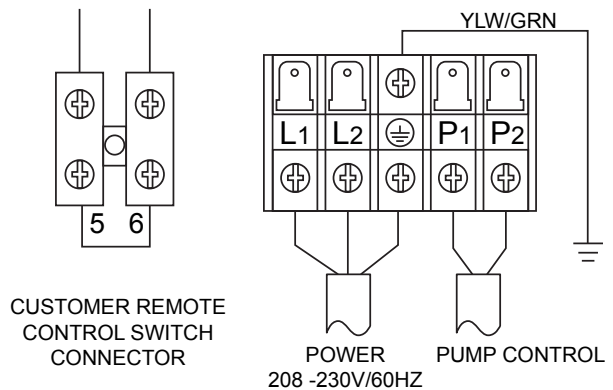 YLW/GRN
L1 L2 P1 P2
5 6
CUSTOMER REMOTE
CONTROL SWITCH
CONNECTOR
POWER
208 -230V/60HZ
PUMP CONTROL